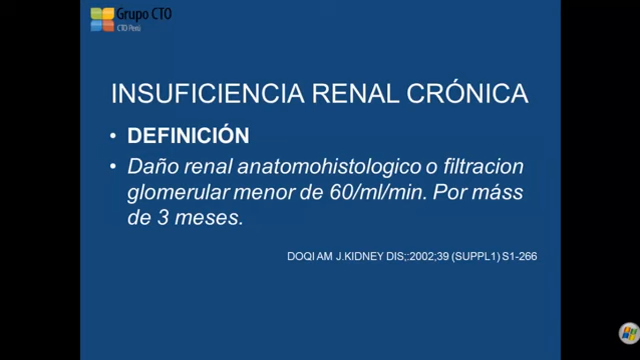 Grupo CTO
CTO Perú
INSUFICIENCIA RENAL CRÓNICA
• DEFINICIÓN
• Daño renal anatomohistologico o filtracion
glomerular menor de 60/ml/min. Por máss
de 3 meses.
DOQI AM J.KIDNEY DIS;:2002;39 (SUPPL1) S1-266